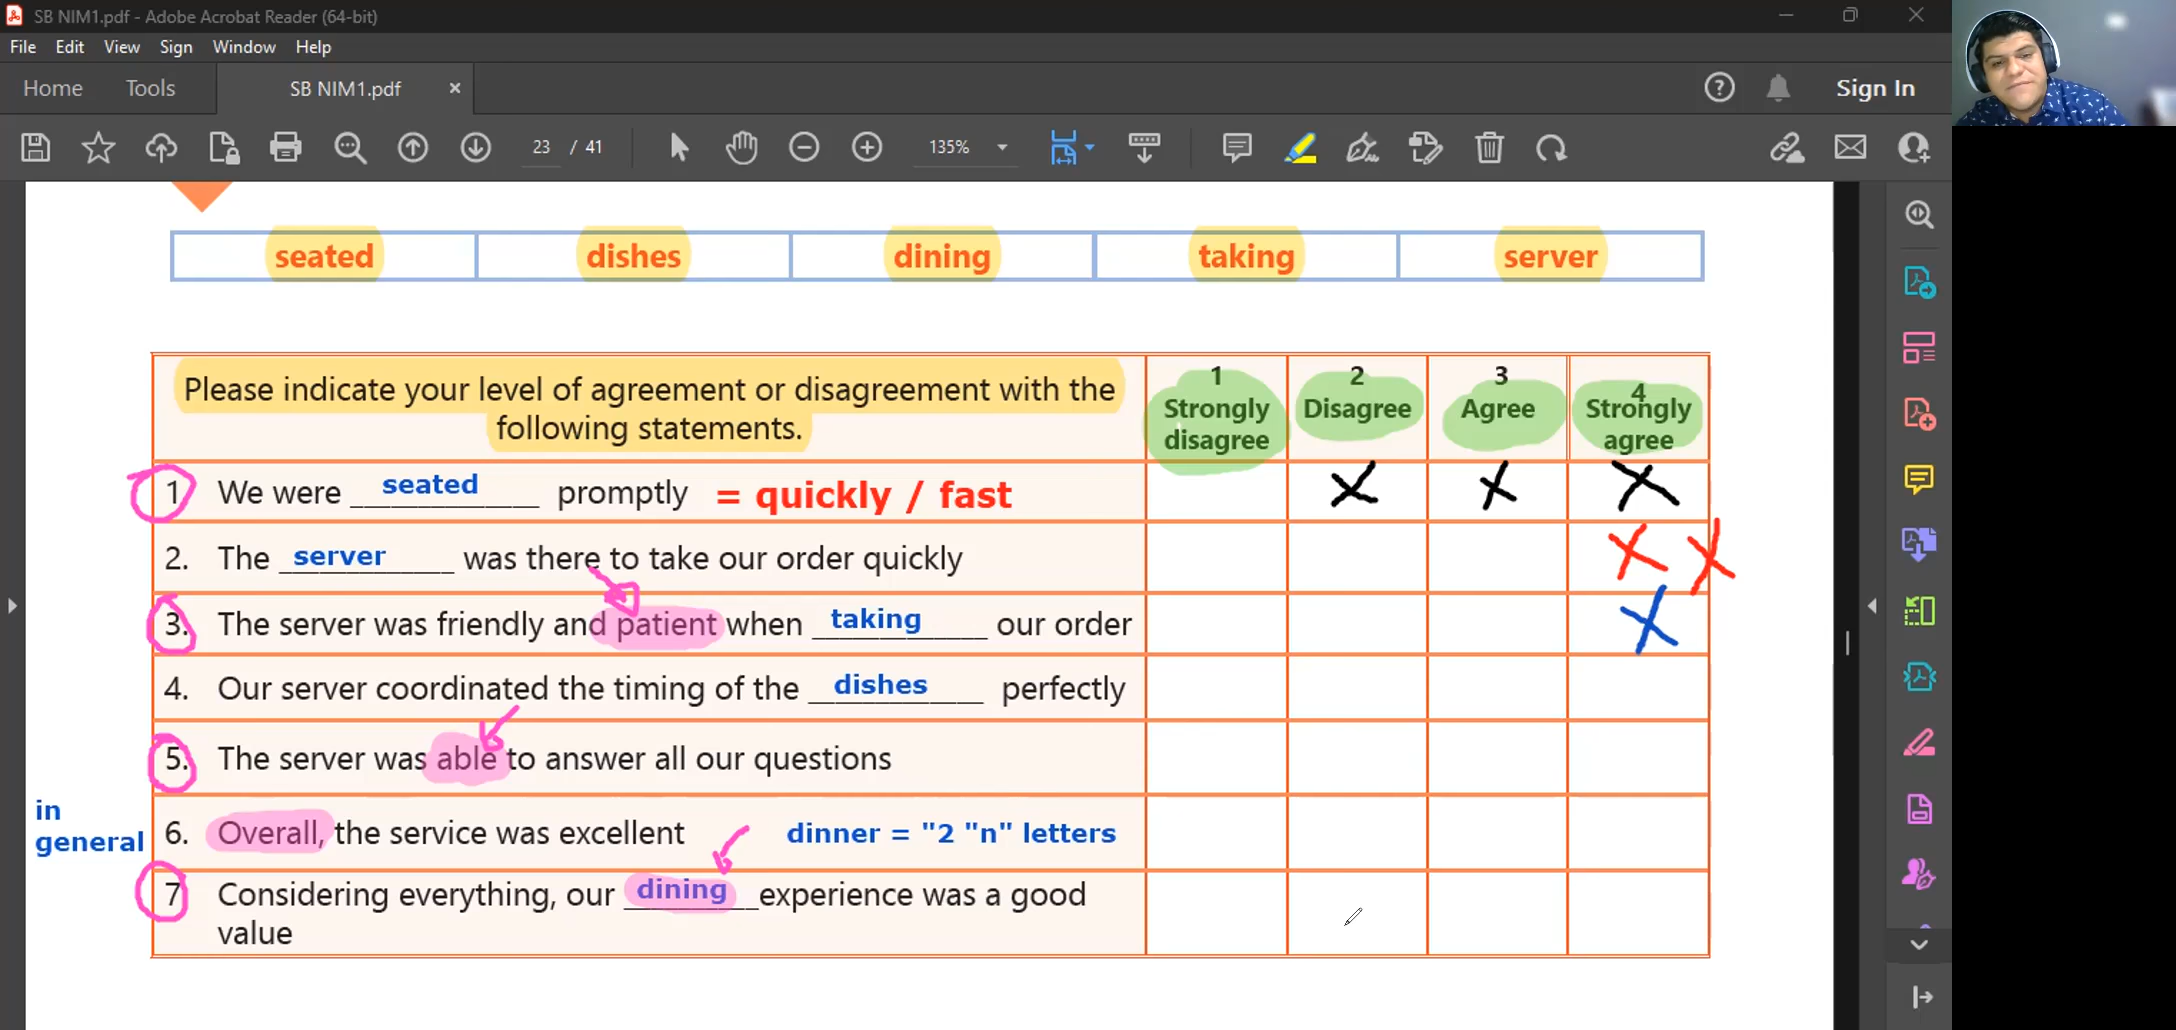 SB NIM1.pdf - Adobe Acrobat Reader (64-bit)
File Edit View Sign Window Help
Home Tools SB NIM1.pdf × Sign In
23 / 41 135%
seated dishes dining taking server
Please indicate your level of agreement or disagreement with the
following statements.
1
Strongly
disagree
2
Disagree
3
Agree
4
Strongly
agree
1 We were seated promptly = quickly / fast
2. The server was there to take our order quickly
3. The server was friendly and patient when taking our order
4. Our server coordinated the timing of the dishes perfectly
5. The server was able to answer all our questions
in
general
6. Overall, the service was excellent dinner = "2 "n" letters
7 Considering everything, our dining experience was a good
value